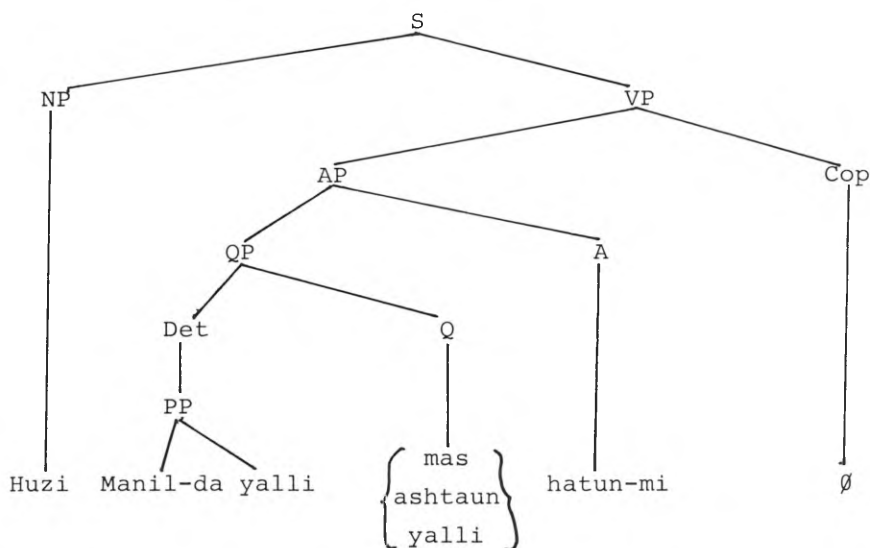 S
NP VP
AP Cop
QP A
Det Q
PP
mas
Huzi Manil-da yalli ashtaun hatun-mi Ø
yalli